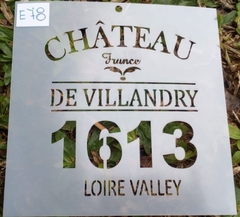 E78
CHÂTEAU
France
DE VILLANDRY
1613
LOIRE VALLEY